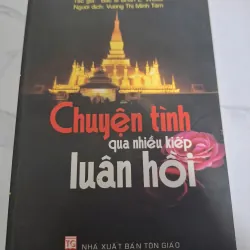 Người dịch: Vương Thị Minh Tâm
Chuyện tình
qua nhiều kiếp
luân hồi
NHÀ XUẤT BẢN TÔN GIÁO